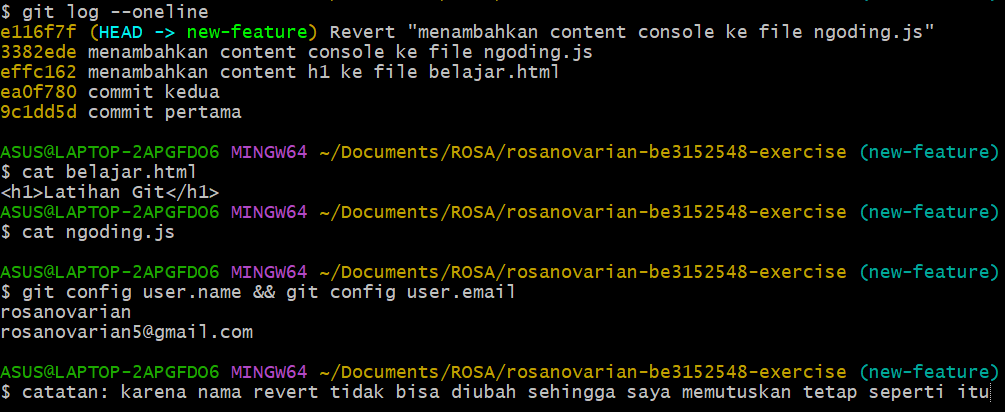 $ git log --oneline
e116f7f (HEAD -> new-feature) Revert "menambahkan content console ke file ngoding.js"
3382ede menambahkan content console ke file ngoding.js
effc162 menambahkan content h1 ke file belajar.html
ea0f780 commit kedua
9c1dd5d commit pertama
ASUS@LAPTOP-2APGFDO6 MINGW64 ~/Documents/ROSA/rosanovarian-be3152548-exercise (new-feature)
$ cat belajar.html
<h1>Latihan Git</h1>
ASUS@LAPTOP-2APGFDO6 MINGW64 ~/Documents/ROSA/rosanovarian-be3152548-exercise (new-feature)
$ cat ngoding.js
ASUS@LAPTOP-2APGFDO6 MINGW64 ~/Documents/ROSA/rosanovarian-be3152548-exercise (new-feature)
$ git config user.name && git config user.email
rosanovarian
rosanovarian5@gmail.com
ASUS@LAPTOP-2APGFDO6 MINGW64 ~/Documents/ROSA/rosanovarian-be3152548-exercise (new-feature)
$ catatan: karena nama revert tidak bisa diubah sehingga saya memutuskan tetap seperti itu